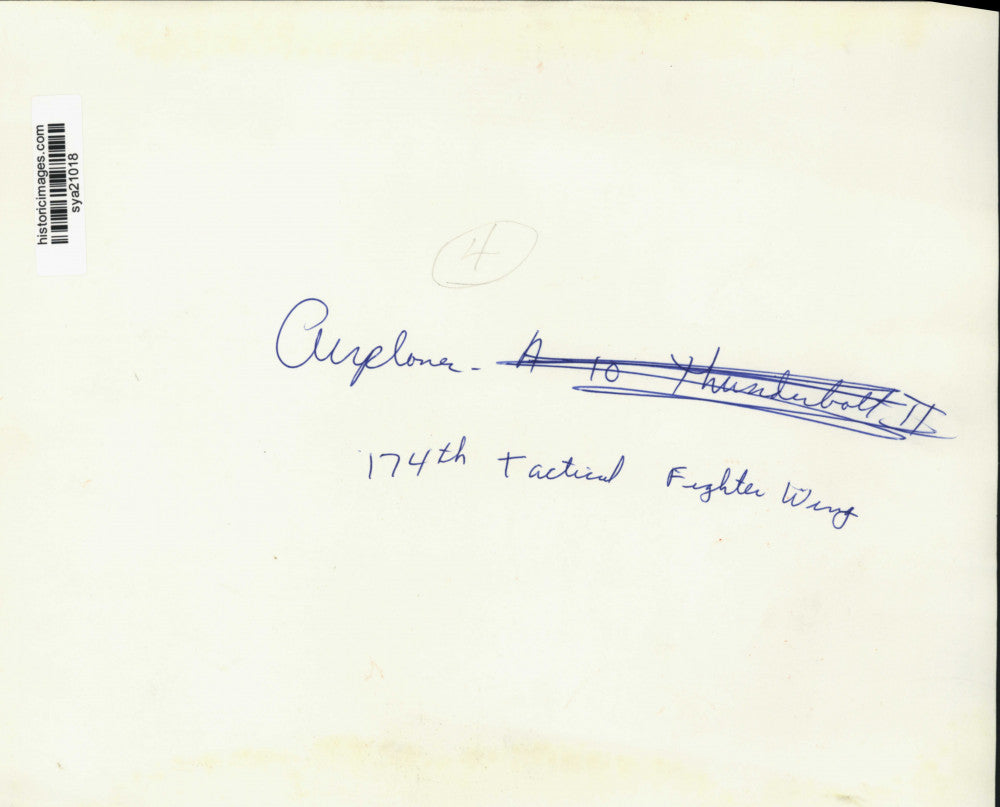 historicimages.com
sya21018
4
Airplanes - A 10 Thunderbolt II
174th Tactical Fighter Wing